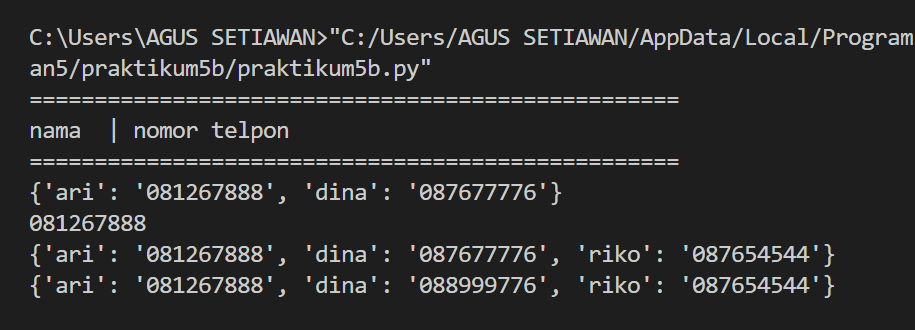 C:\Users\AGUS SETIAWAN>"C:/Users/AGUS SETIAWAN/AppData/Local/Program
an5/praktikum5b/praktikum5b.py"
==================================================
nama  | nomor telpon
==================================================
{'ari': '081267888', 'dina': '087677776'}
081267888
{'ari': '081267888', 'dina': '087677776', 'riko': '087654544'}
{'ari': '081267888', 'dina': '088999776', 'riko': '087654544'}